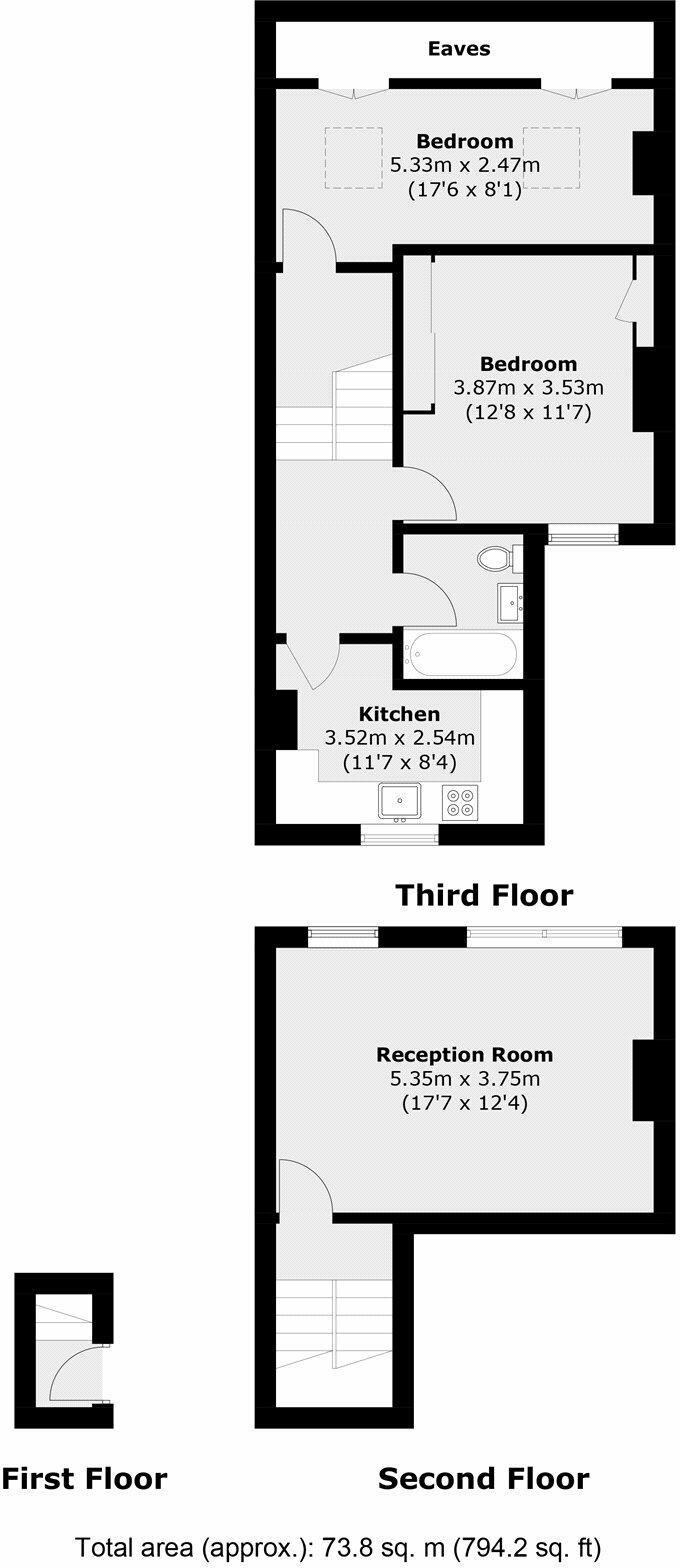 Eaves
Bedroom
5.33m x 2.47m
(17'6 x 8'1)
Bedroom
3.87m x 3.53m
(12'8 x 11'7)
Kitchen
3.52m x 2.54m
(11'7 x 8'4)
Third Floor
Reception Room
5.35m x 3.75m
(17'7 x 12'4)
First Floor
Second Floor
Total area (approx.): 73.8 sq. m (794.2 sq. ft)